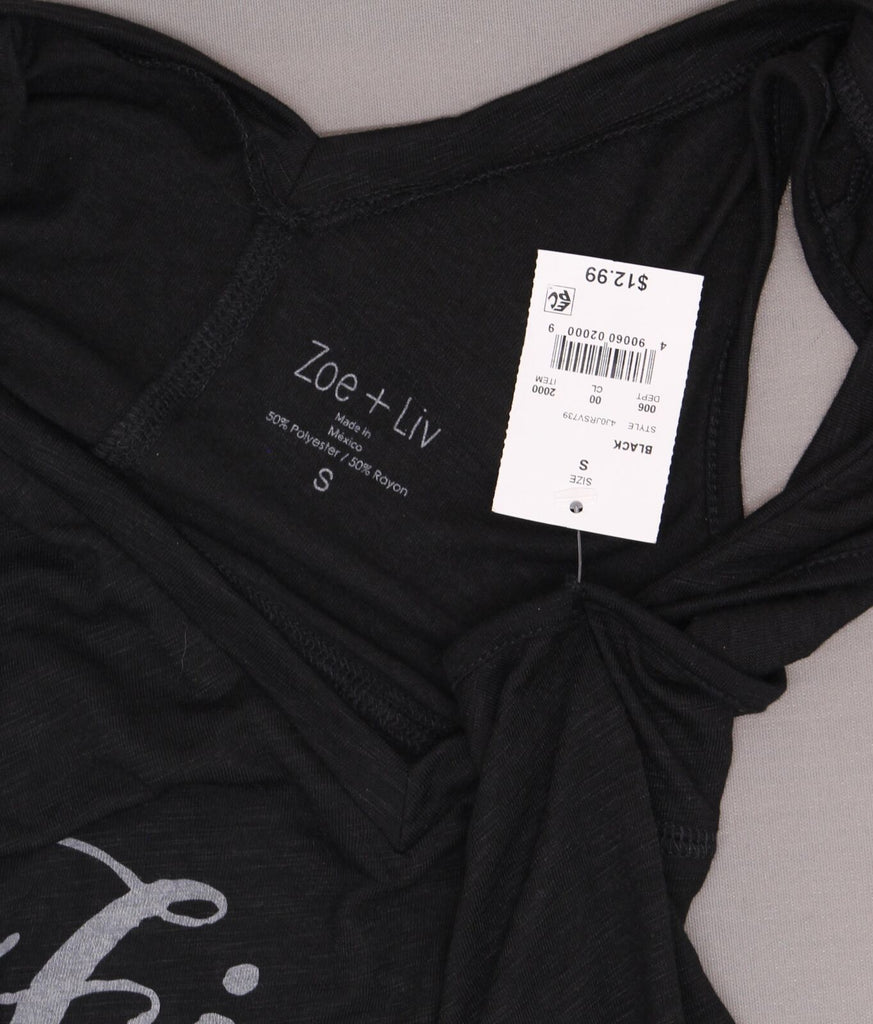 Zoe + Liv
Made in
México
50% Polyester / 50% Rayon
S
SIZE
S
BLACK
STYLE 4J0JRSV739
DEPT CL ITEM
006 00 2000
4 90060 02000 9
$12.99